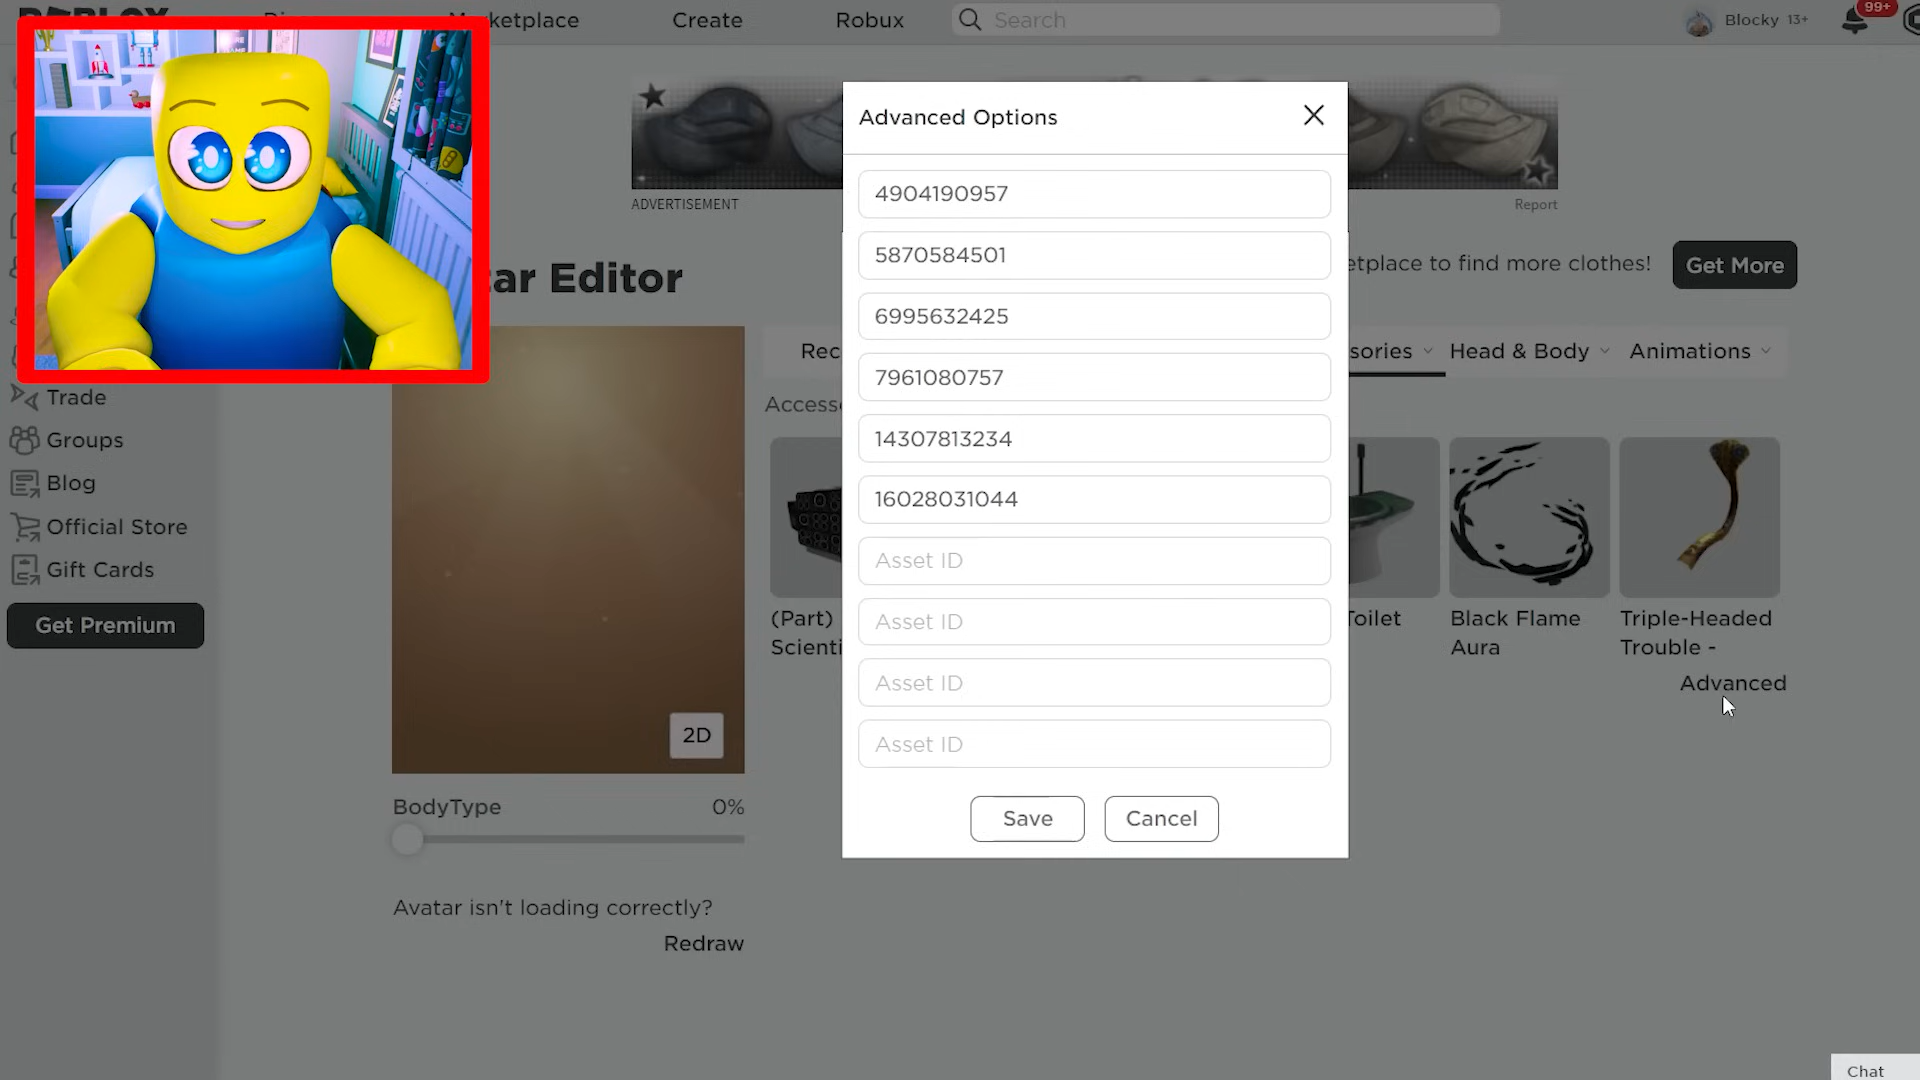 Marketplace
Create
Robux
Search
Blocky 13+
99+
Advanced Options
ADVERTISEMENT
Report
4904190957
5870584501
6995632425
7961080757
14307813234
16028031044
Asset ID
Asset ID
Asset ID
Asset ID
Save
Cancel
tar Editor
etplace to find more clothes!
Get More
Rec
sories
Head & Body
Animations
Accesso
Trade
Groups
Blog
Official Store
Gift Cards
Get Premium
2D
(Part)
Scienti
Toilet
Black Flame
Aura
Triple-Headed
Trouble -
Advanced
BodyType
0%
Avatar isn't loading correctly?
Redraw
Chat